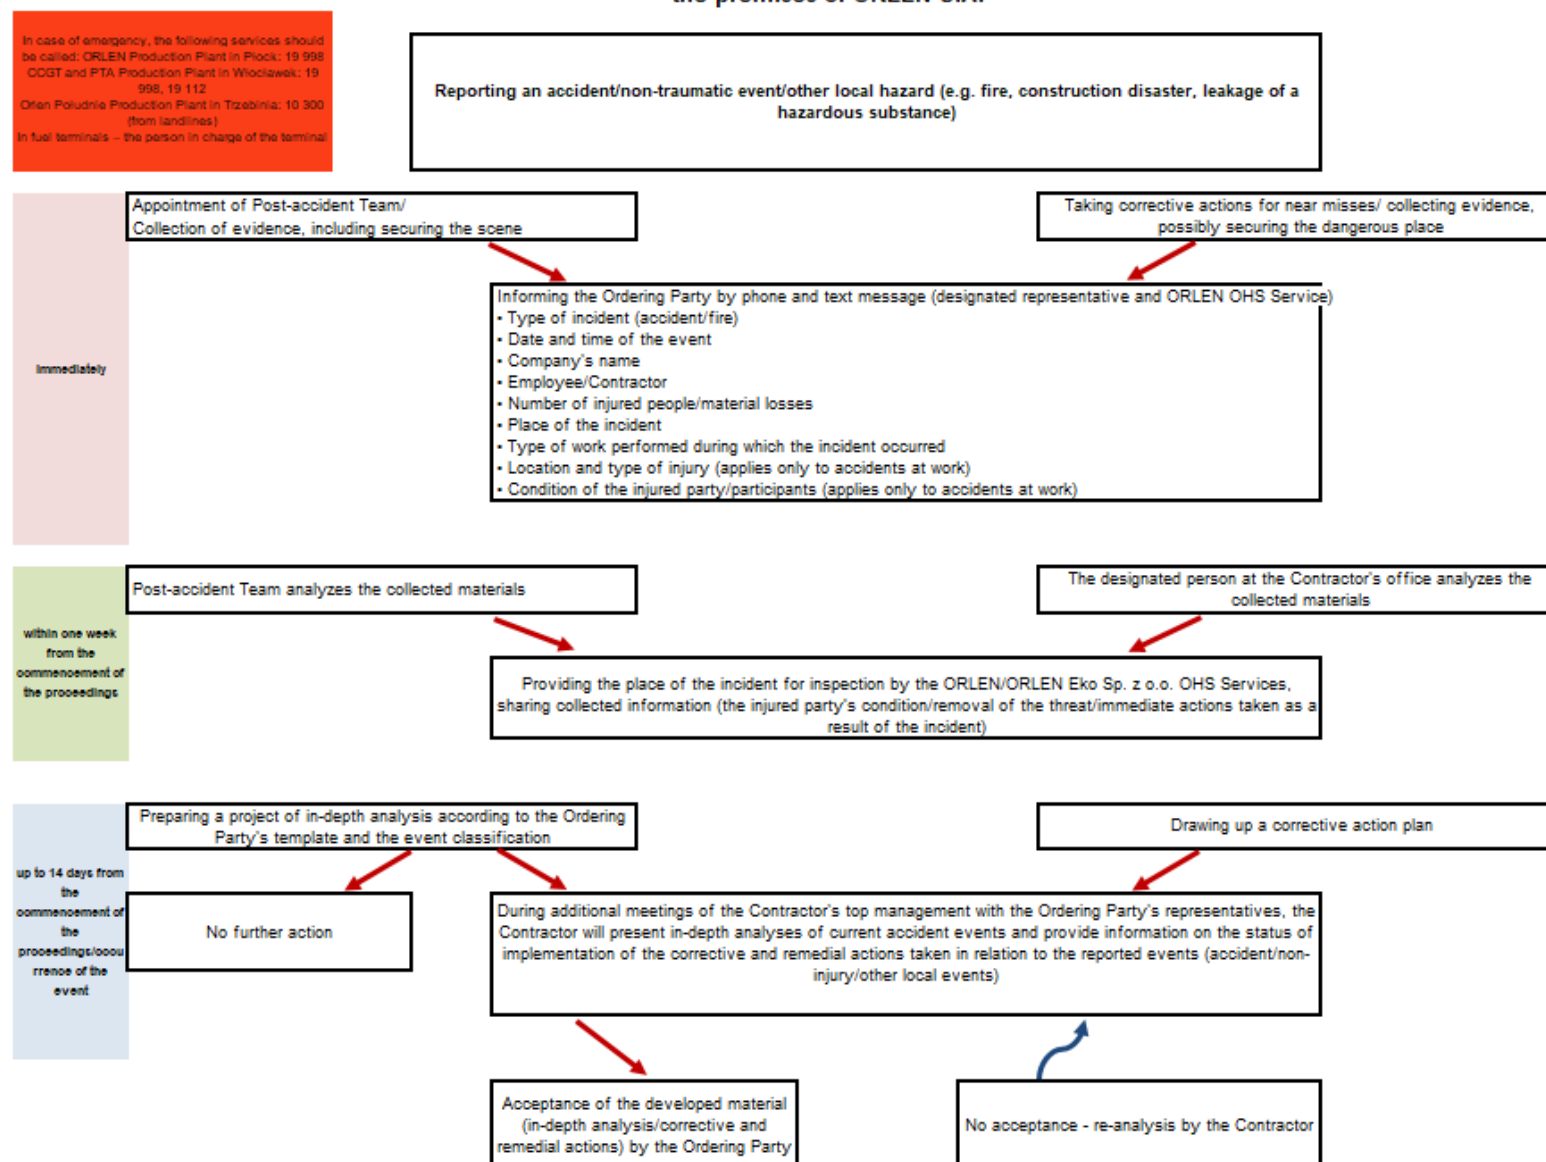 the premises of ORLEN S.A.
In case of emergency, the following services should
be called: ORLEN Production Plant in Płock: 19 998
CCGT and PTA Production Plant in Włocławek: 19
998, 19 112
Orlen Południe Production Plant in Trzebinia: 10 300
(from landlines)
In fuel terminals – the person in charge of the terminal
Reporting an accident/non-traumatic event/other local hazard (e.g. fire, construction disaster, leakage of a
hazardous substance)
Immediately
Appointment of Post-accident Team/
Collection of evidence, including securing the scene
Taking corrective actions for near misses/ collecting evidence,
possibly securing the dangerous place
Informing the Ordering Party by phone and text message (designated representative and ORLEN OHS Service)
• Type of incident (accident/fire)
• Date and time of the event
• Company's name
• Employee/Contractor
• Number of injured people/material losses
• Place of the incident
• Type of work performed during which the incident occurred
• Location and type of injury (applies only to accidents at work)
• Condition of the injured party/participants (applies only to accidents at work)
within one week
from the
commencement of
the proceedings
Post-accident Team analyzes the collected materials
The designated person at the Contractor's office analyzes the
collected materials
Providing the place of the incident for inspection by the ORLEN/ORLEN Eko Sp. z o.o. OHS Services,
sharing collected information (the injured party's condition/removal of the threat/immediate actions taken as a
result of the incident)
up to 14 days from
the
commencement of
the
proceedings/occu
rrence of the
event
Preparing a project of in-depth analysis according to the Ordering
Party's template and the event classification
Drawing up a corrective action plan
No further action
During additional meetings of the Contractor's top management with the Ordering Party's representatives, the
Contractor will present in-depth analyses of current accident events and provide information on the status of
implementation of the corrective and remedial actions taken in relation to the reported events (accident/non-
injury/other local events)
Acceptance of the developed material
(in-depth analysis/corrective and
remedial actions) by the Ordering Party
No acceptance - re-analysis by the Contractor